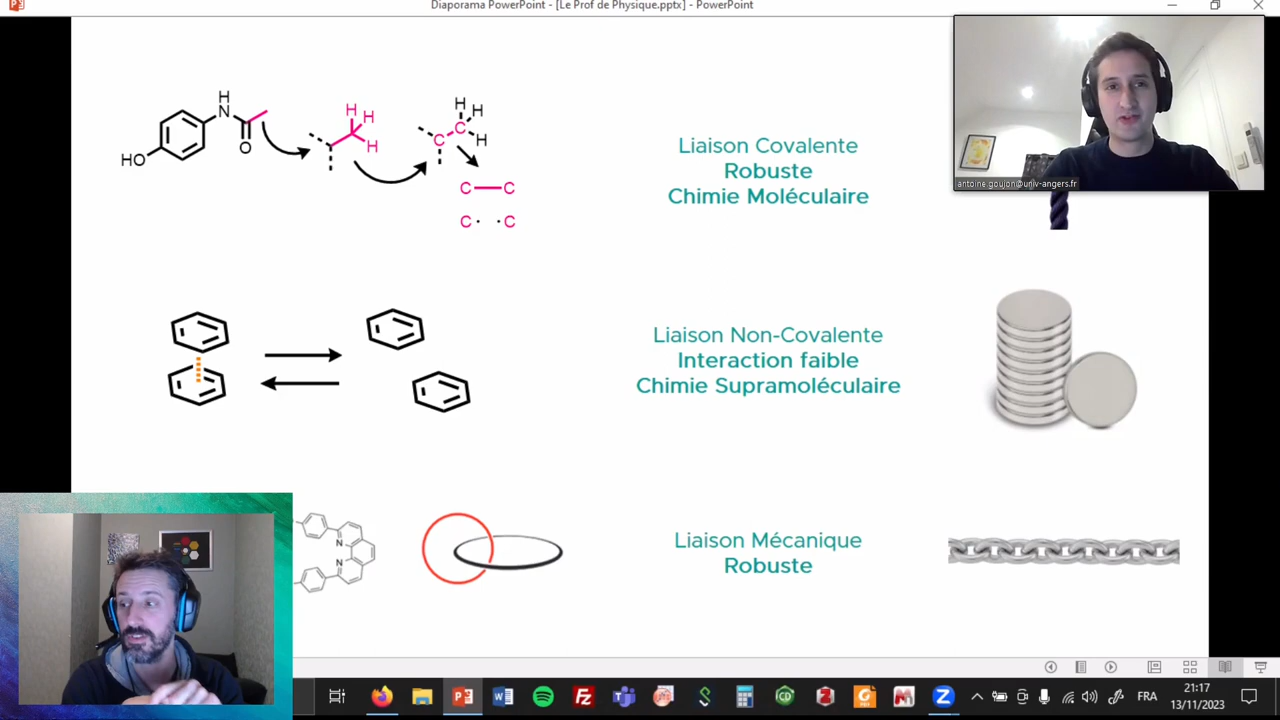 Diaporama PowerPoint - [Le Prof de Physique.pptx] - PowerPoint
antoine.goujon@univ-angers.fr
H
N
O
HO
H
H
H
H
H
C
C
H
C
C
C
C
Liaison Covalente
Robuste
Chimie Moléculaire
Liaison Non-Covalente
Interaction faible
Chimie Supramoléculaire
N
N
Liaison Mécanique
Robuste
FRA
21:17
13/11/2023